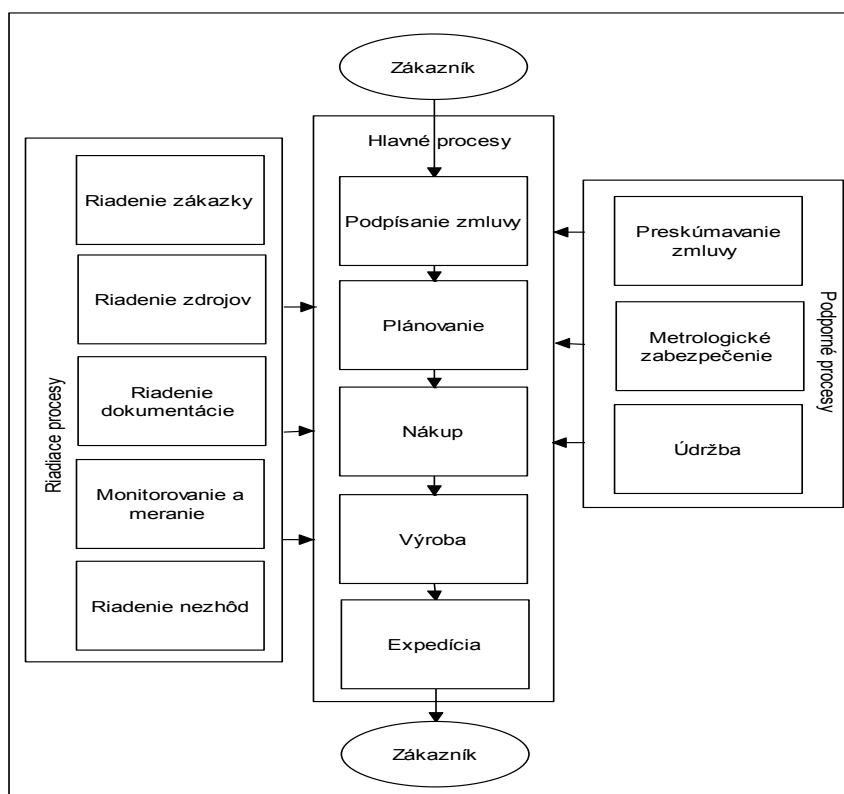 Zákazník
Riadiace procesy
Riadenie zákazky
Riadenie zdrojov
Riadenie
dokumentácie
Monitorovanie a
meranie
Riadenie nezhôd
Hlavné procesy
Podpísanie zmluvy
Plánovanie
Nákup
Výroba
Expedícia
Podporné procesy
Preskúmavanie
zmluvy
Metrologické
zabezpečenie
Údržba
Zákazník